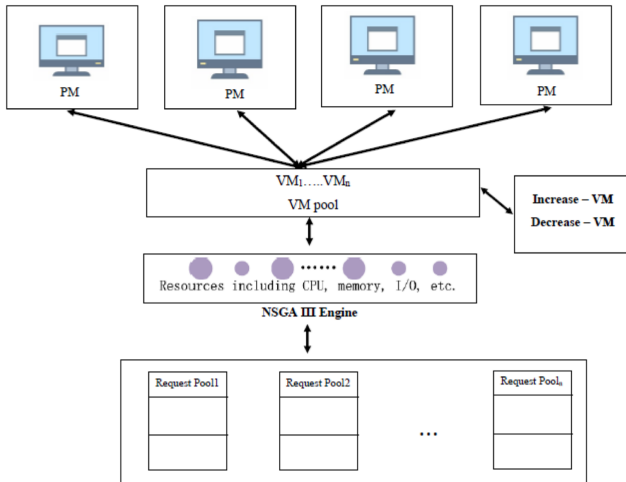 PM
PM
PM
PM
VM₁…..VMₙ
VM pool
Increase – VM
Decrease – VM
······
Resources including CPU, memory, I/O, etc.
NSGA III Engine
Request Pool1
Request Pool2
Request Poolₙ
...